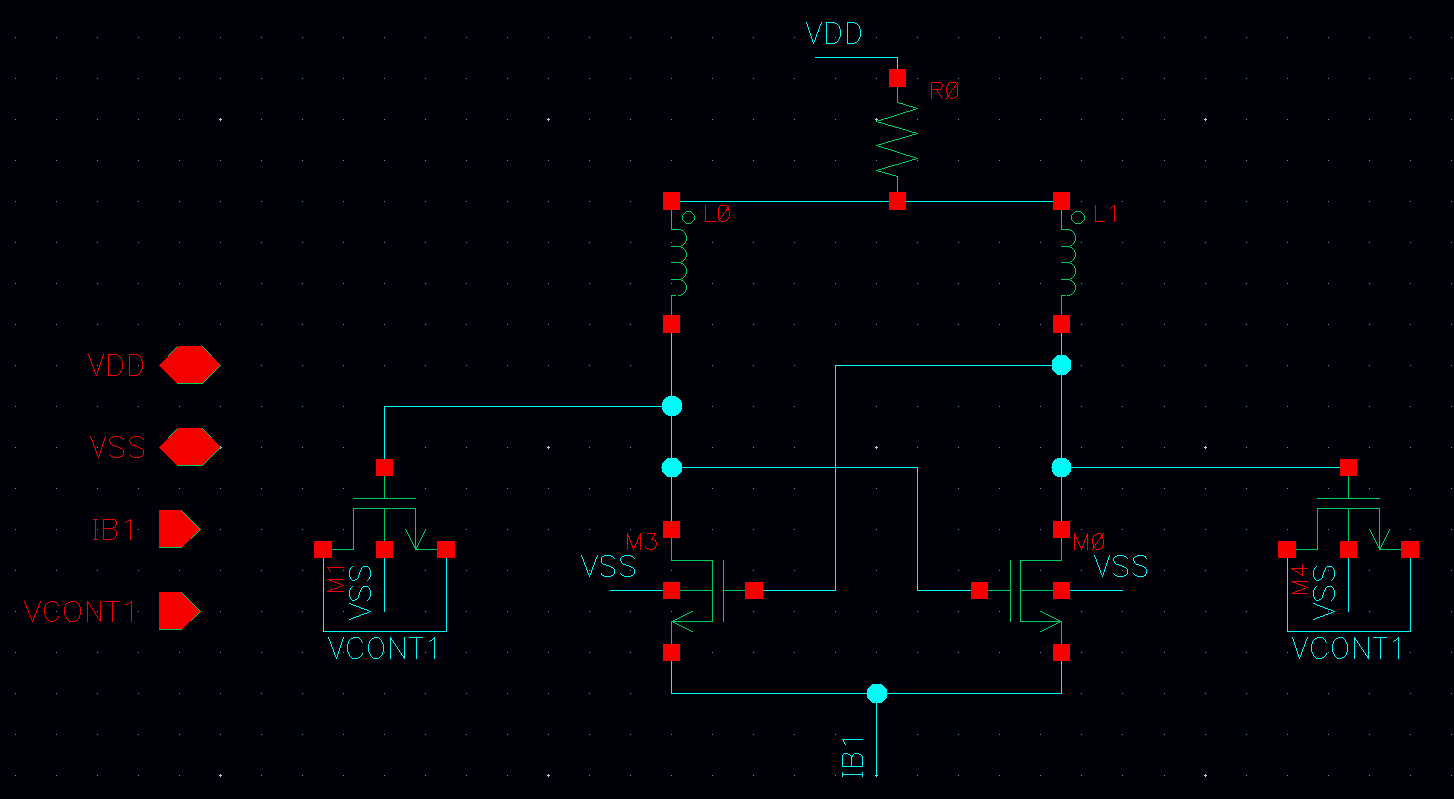 VDD
RØ
LØ
L1
VDD
VSS
IB1
VCONT1
M1
VSS
VCONT1
M3
VSS
MØ
VSS
M4
VSS
VCONT1
IB1